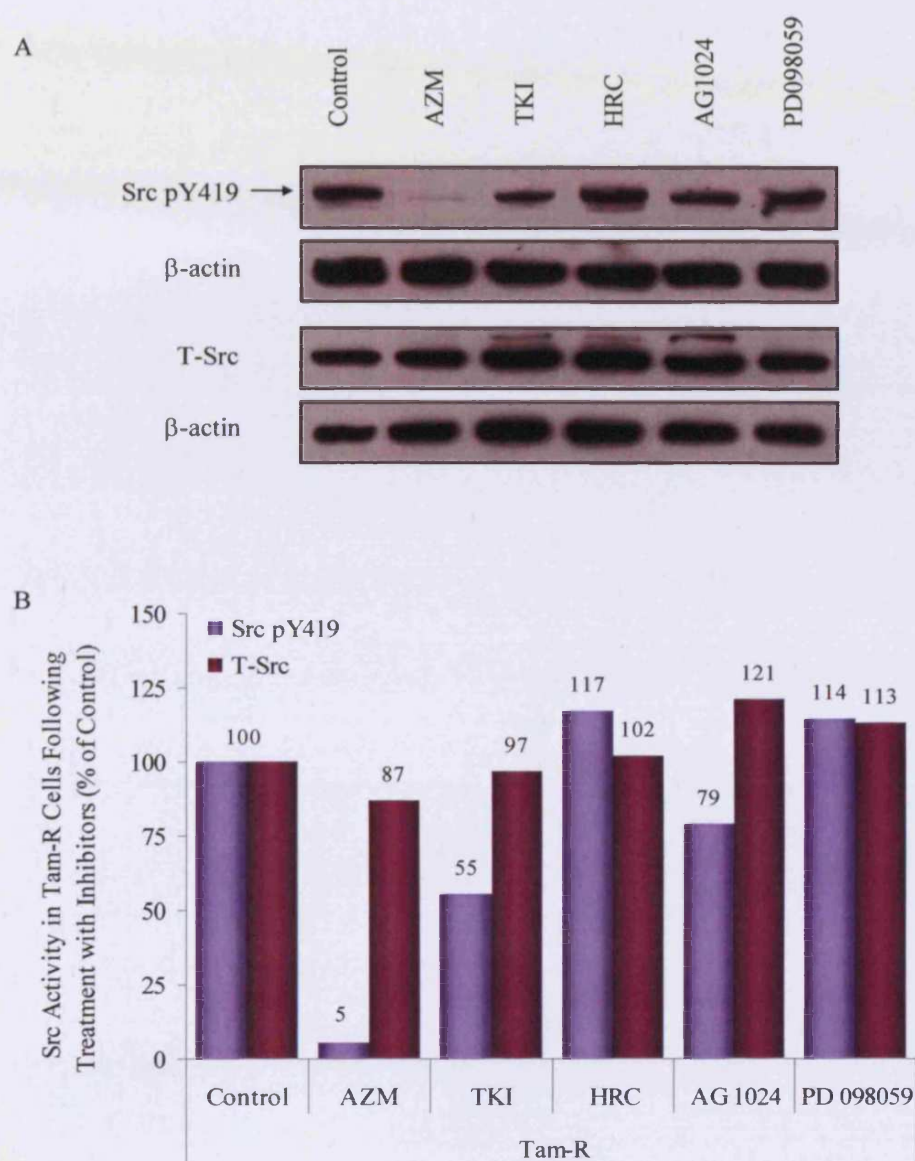 A
Control
AZM
TKI
HRC
AG1024
PD098059
Src pY419
β-actin
T-Src
β-actin
B
Src Activity in Tam-R Cells Following
Treatment with Inhibitors (% of Control)
150
125
100
75
50
25
0
Src pY419
T-Src
100
5
87
55
97
117
102
79
121
114
113
Control
AZM
TKI
HRC
AG 1024
PD 098059
Tam-R